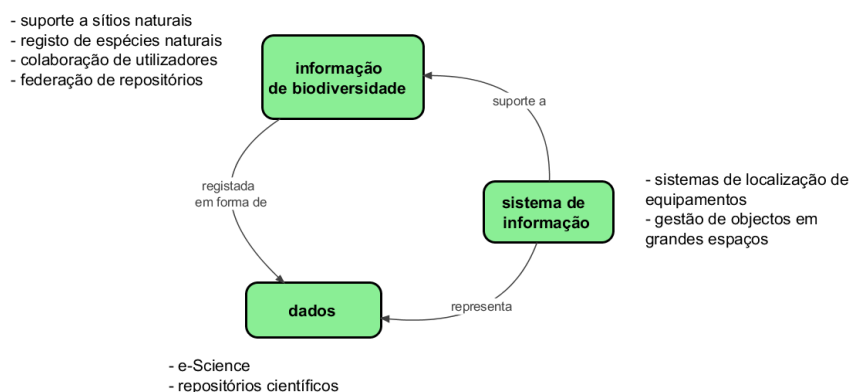 - suporte a sítios naturais
- registo de espécies naturais
- colaboração de utilizadores
- federação de repositórios
informação
de biodiversidade
suporte a
registada
em forma de
sistema de
informação
- sistemas de localização de
equipamentos
- gestão de objectos em
grandes espaços
representa
dados
- e-Science
- repositórios científicos